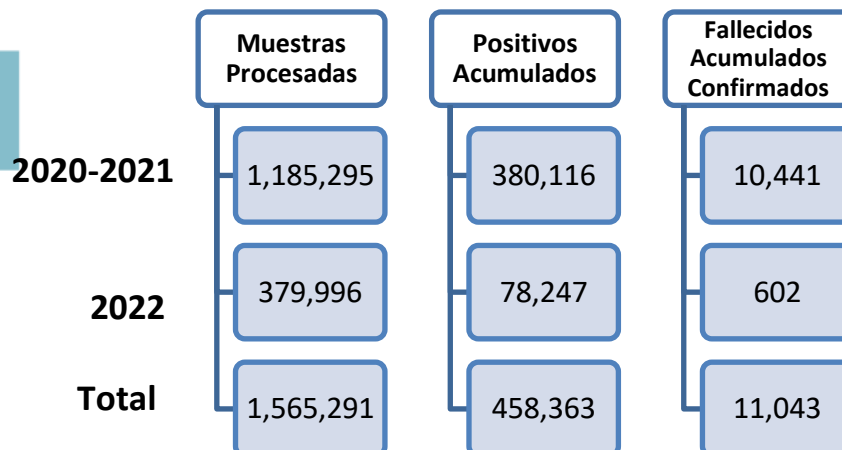 Muestras
Procesadas
Positivos
Acumulados
Fallecidos
Acumulados
Confirmados
2020-2021
1,185,295
380,116
10,441
2022
379,996
78,247
602
Total
1,565,291
458,363
11,043